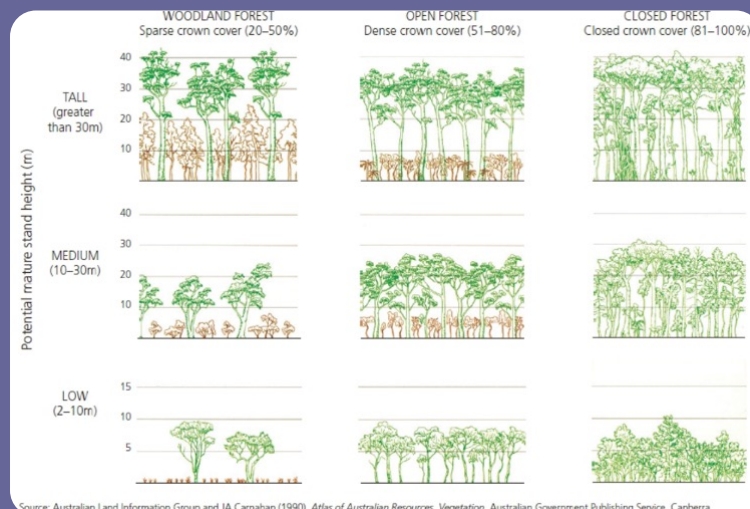 WOODLAND FOREST
Sparse crown cover (20–50%)
OPEN FOREST
Dense crown cover (51–80%)
CLOSED FOREST
Closed crown cover (81–100%)
Potential mature stand height (m)
TALL
(greater
than 30m)
40
30
20
10
MEDIUM
(10–30m)
40
30
20
10
LOW
(2–10m)
15
10
5
Source: Australian Land Information Group and JA Carnahan (1990). Atlas of Australian Resources. Vegetation. Australian Government Publishing Service, Canberra